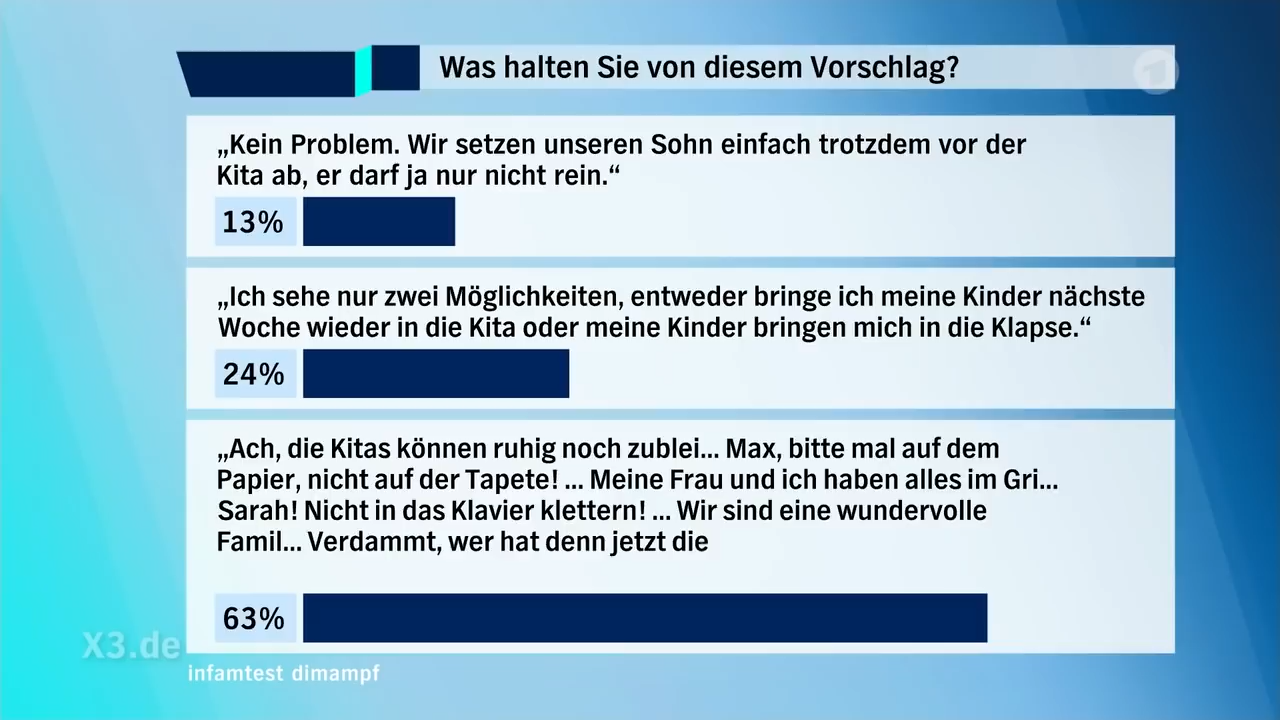 Was halten Sie von diesem Vorschlag?
1
„Kein Problem. Wir setzen unseren Sohn einfach trotzdem vor der
Kita ab, er darf ja nur nicht rein.“
13%
„Ich sehe nur zwei Möglichkeiten, entweder bringe ich meine Kinder nächste
Woche wieder in die Kita oder meine Kinder bringen mich in die Klapse.“
24%
„Ach, die Kitas können ruhig noch zublei... Max, bitte mal auf dem
Papier, nicht auf der Tapete! ... Meine Frau und ich haben alles im Gri...
Sarah! Nicht in das Klavier klettern! ... Wir sind eine wundervolle
Famil... Verdammt, wer hat denn jetzt die
63%
X3.de
infamtest dimampf